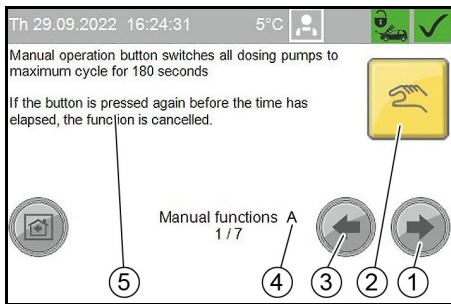 Th 29.09.2022 16:24:31 5°C
Manual operation button switches all dosing pumps to
maximum cycle for 180 seconds
If the button is pressed again before the time has
elapsed, the function is cancelled.
Manual functions A
1 / 7
5 4 3 2 1